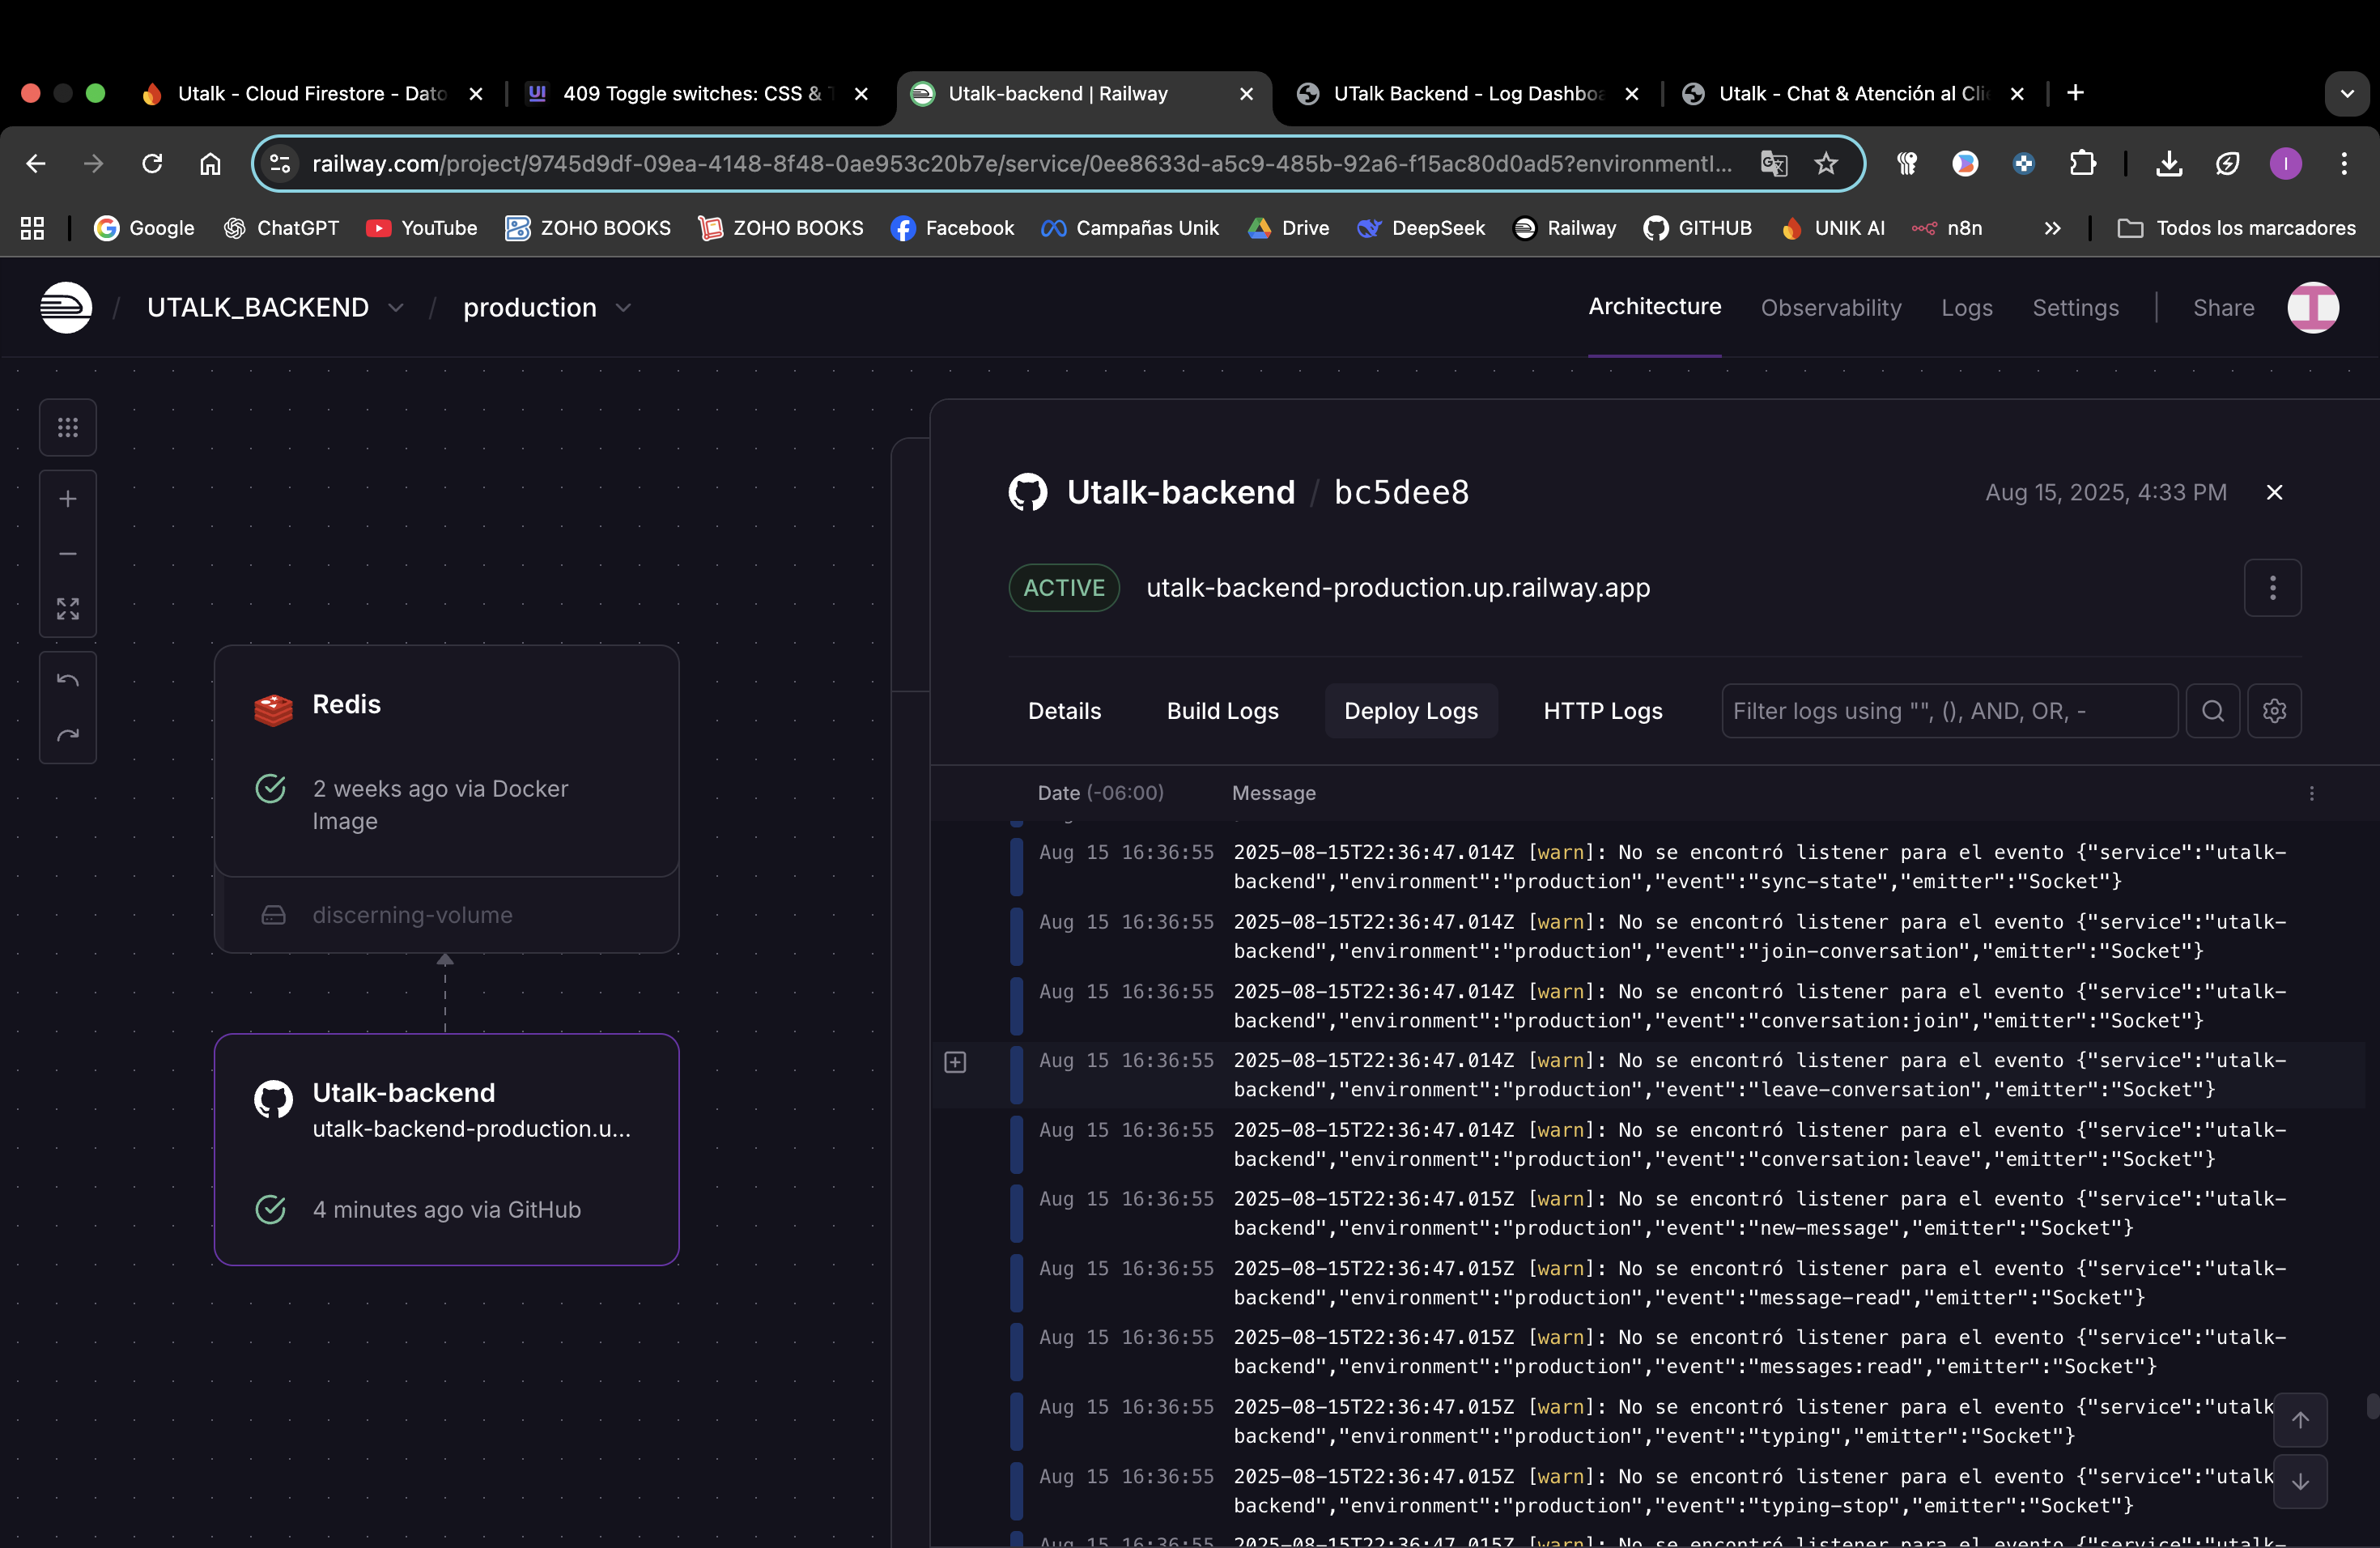 Utalk - Cloud Firestore - Dato
409 Toggle switches: CSS & T
Utalk-backend | Railway
UTalk Backend - Log Dashboa
Utalk - Chat & Atención al Clie
railway.com/project/9745d9df-09ea-4148-8f48-0ae953c20b7e/service/0ee8633d-a5c9-485b-92a6-f15ac80d0ad5?environmentI...
Google
ChatGPT
YouTube
ZOHO BOOKS
ZOHO BOOKS
Facebook
Campañas Unik
Drive
DeepSeek
Railway
GITHUB
UNIK AI
n8n
Todos los marcadores
UTALK_BACKEND
production
Architecture
Observability
Logs
Settings
Share
Redis
2 weeks ago via Docker
Image
discerning-volume
Utalk-backend
utalk-backend-production.u...
4 minutes ago via GitHub
Utalk-backend / bc5dee8
Aug 15, 2025, 4:33 PM
ACTIVE
utalk-backend-production.up.railway.app
Details
Build Logs
Deploy Logs
HTTP Logs
Filter logs using "", (), AND, OR, -
Date (-06:00)
Message
Aug 15 16:36:55 2025-08-15T22:36:47.014Z [warn]: No se encontró listener para el evento {"service":"utalk-
backend","environment":"production","event":"sync-state","emitter":"Socket"}
Aug 15 16:36:55 2025-08-15T22:36:47.014Z [warn]: No se encontró listener para el evento {"service":"utalk-
backend","environment":"production","event":"join-conversation","emitter":"Socket"}
Aug 15 16:36:55 2025-08-15T22:36:47.014Z [warn]: No se encontró listener para el evento {"service":"utalk-
backend","environment":"production","event":"conversation:join","emitter":"Socket"}
Aug 15 16:36:55 2025-08-15T22:36:47.014Z [warn]: No se encontró listener para el evento {"service":"utalk-
backend","environment":"production","event":"leave-conversation","emitter":"Socket"}
Aug 15 16:36:55 2025-08-15T22:36:47.014Z [warn]: No se encontró listener para el evento {"service":"utalk-
backend","environment":"production","event":"conversation:leave","emitter":"Socket"}
Aug 15 16:36:55 2025-08-15T22:36:47.015Z [warn]: No se encontró listener para el evento {"service":"utalk-
backend","environment":"production","event":"new-message","emitter":"Socket"}
Aug 15 16:36:55 2025-08-15T22:36:47.015Z [warn]: No se encontró listener para el evento {"service":"utalk-
backend","environment":"production","event":"message-read","emitter":"Socket"}
Aug 15 16:36:55 2025-08-15T22:36:47.015Z [warn]: No se encontró listener para el evento {"service":"utalk-
backend","environment":"production","event":"messages:read","emitter":"Socket"}
Aug 15 16:36:55 2025-08-15T22:36:47.015Z [warn]: No se encontró listener para el evento {"service":"utalk
backend","environment":"production","event":"typing","emitter":"Socket"}
Aug 15 16:36:55 2025-08-15T22:36:47.015Z [warn]: No se encontró listener para el evento {"service":"utalk
backend","environment":"production","event":"typing-stop","emitter":"Socket"}